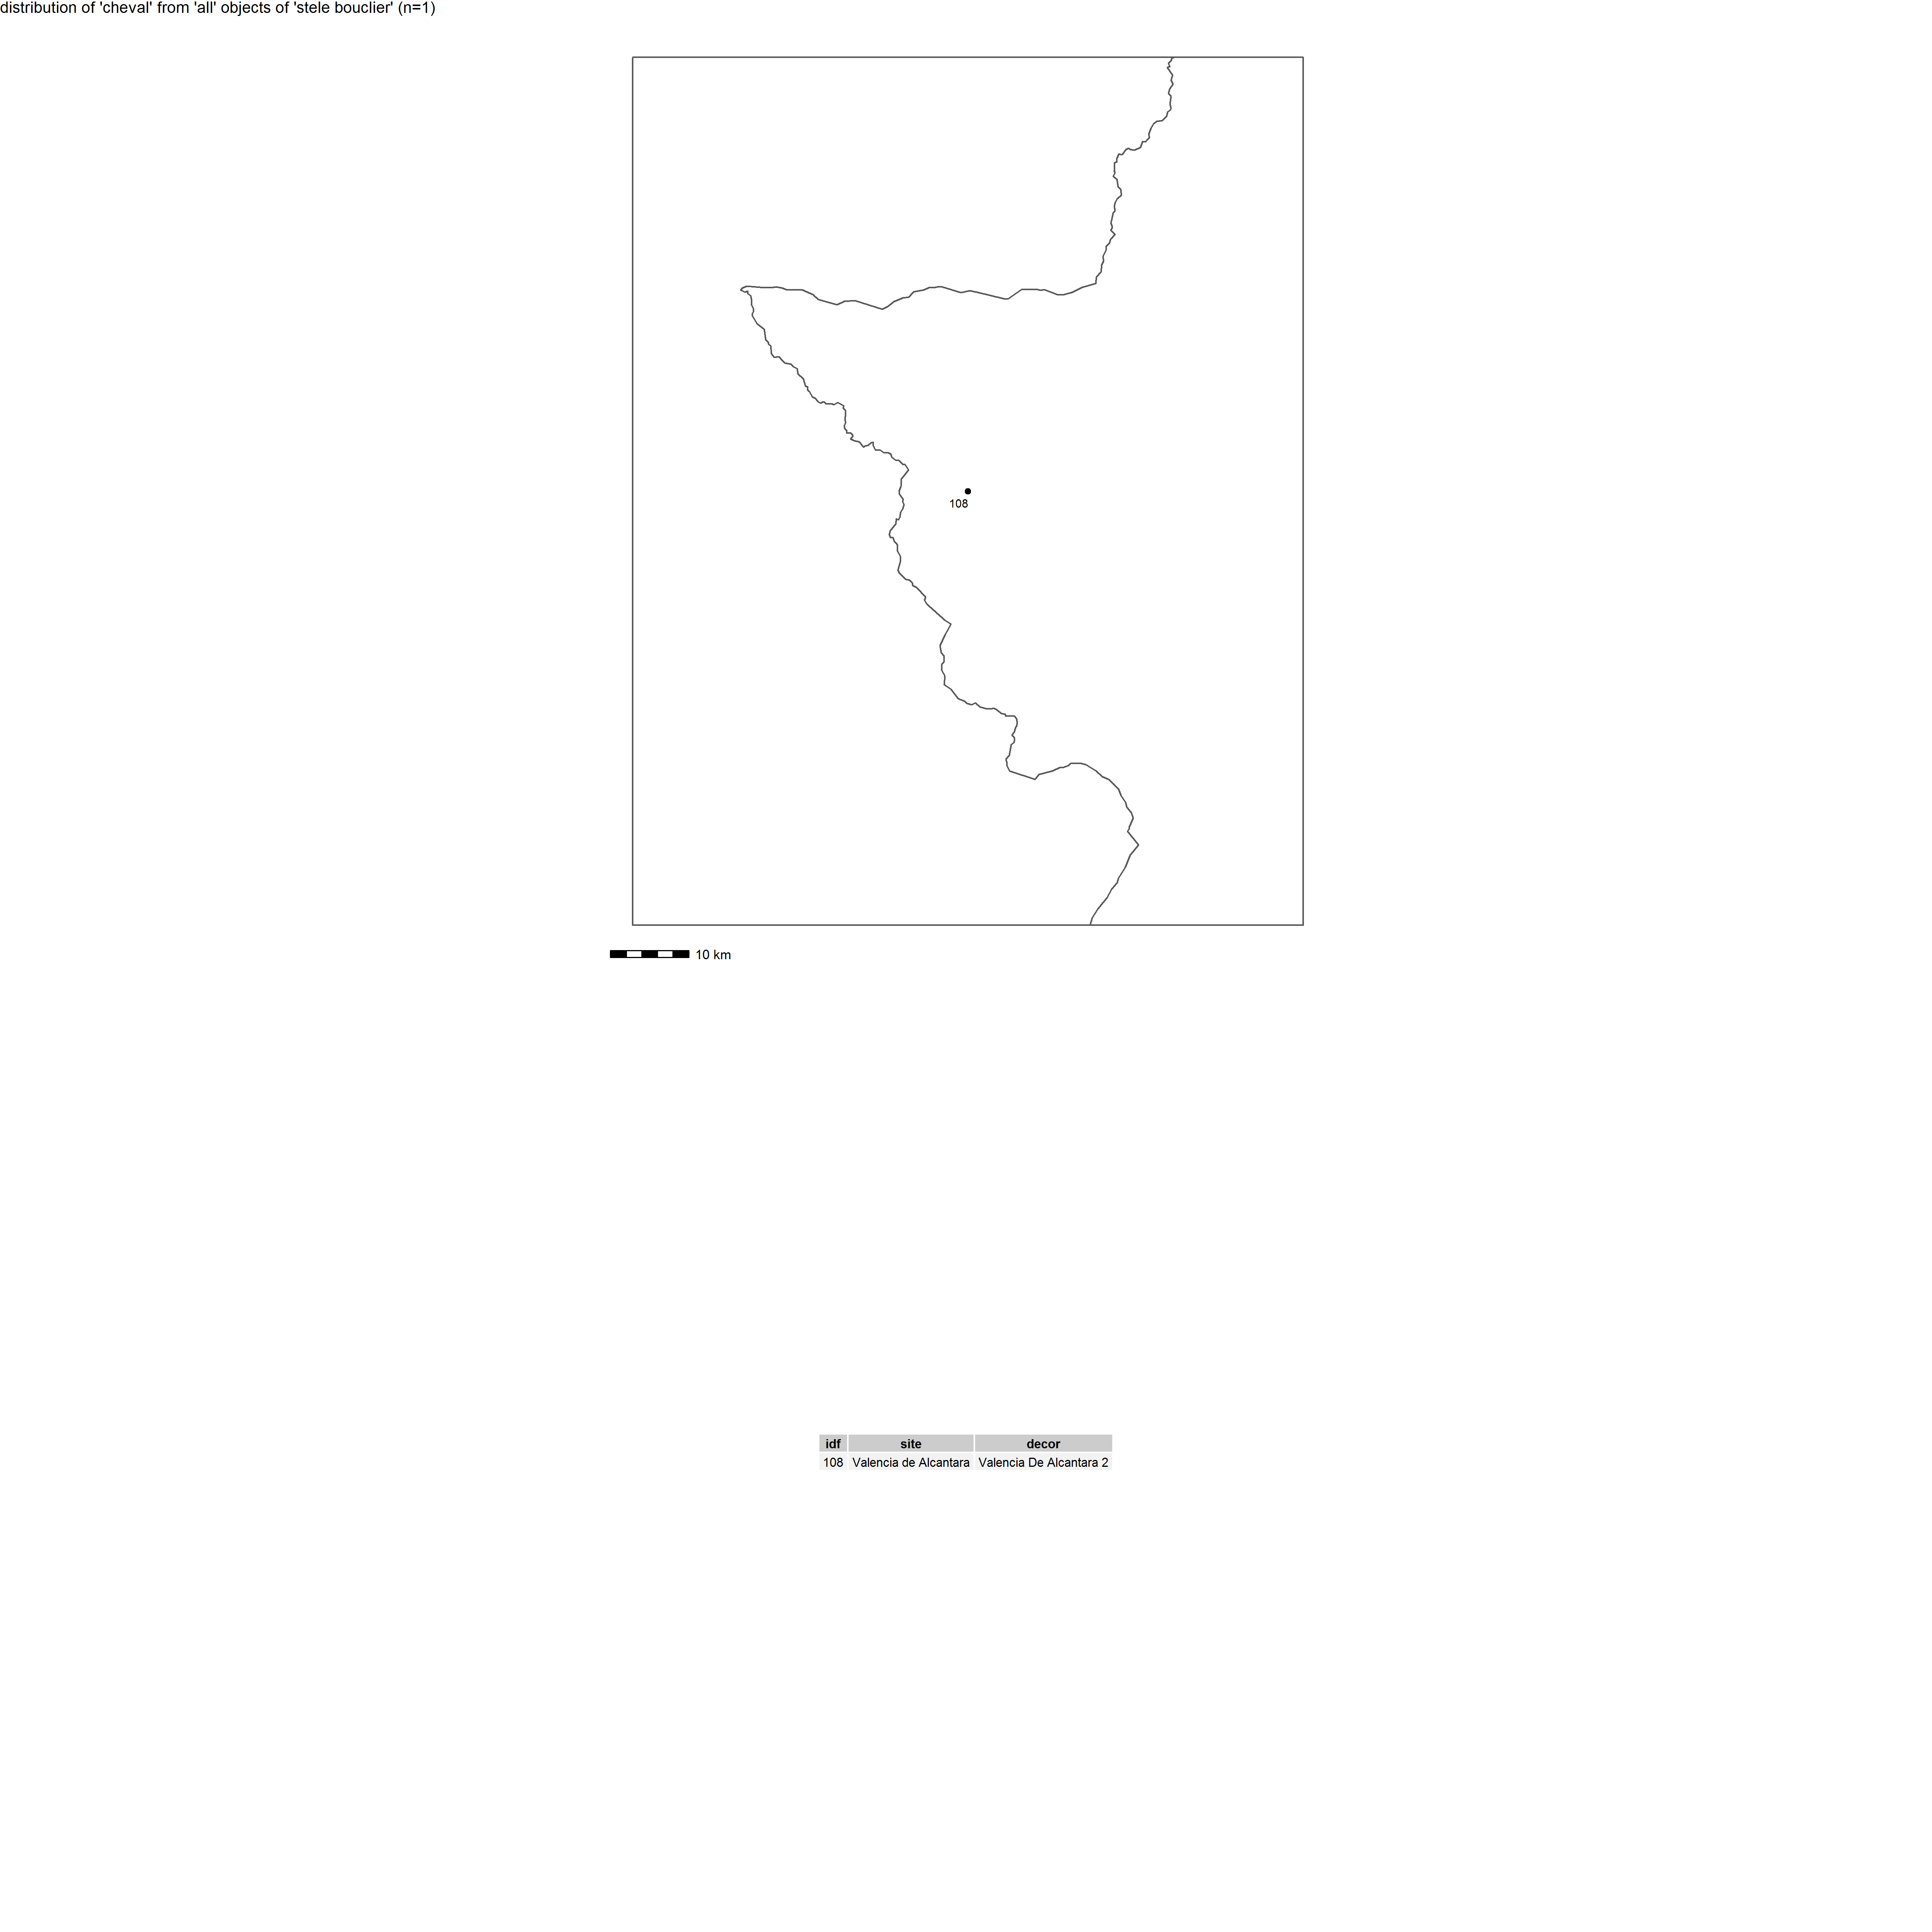 distribution of 'cheval' from 'all' objects of 'stele bouclier' (n=1)
108
10 km
idf site decor
108 Valencia de Alcantara Valencia De Alcantara 2